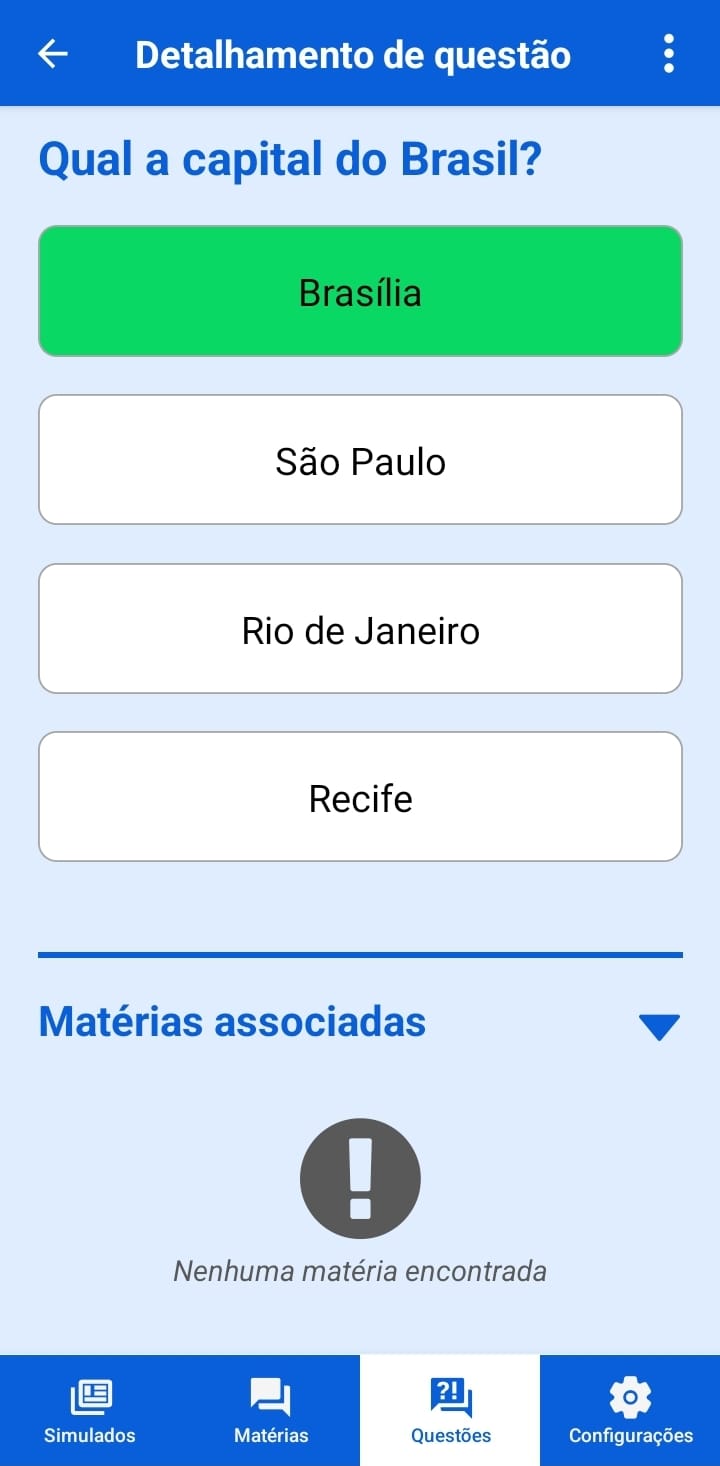 Detalhamento de questão
Qual a capital do Brasil?
Brasília
São Paulo
Rio de Janeiro
Recife
Matérias associadas
Nenhuma matéria encontrada
Simulados
Matérias
Questões
Configurações